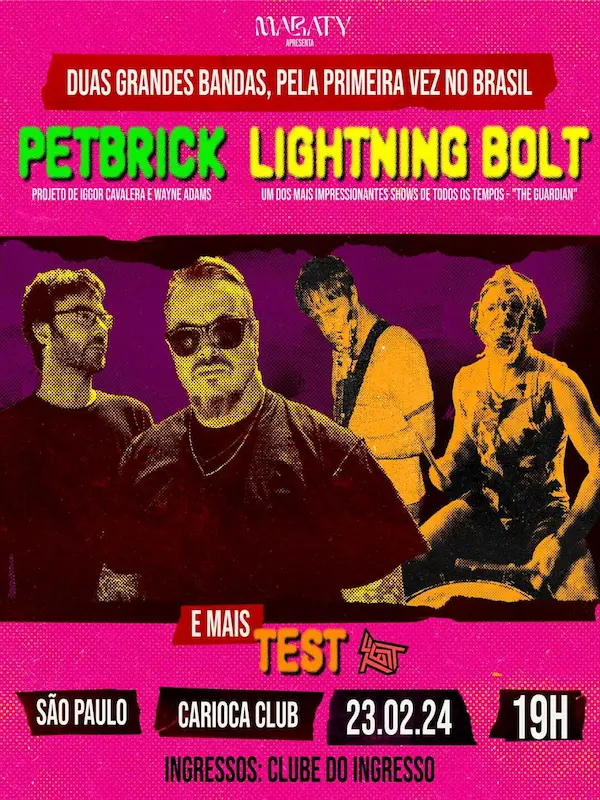 MABATY
APRESENTA
DUAS GRANDES BANDAS, PELA PRIMEIRA VEZ NO BRASIL
PETBRICK LIGHTNING BOLT
PROJETO DE IGGOR CAVALERA E WAYNE ADAMS
UM DOS MAIS IMPRESSIONANTES SHOWS DE TODOS OS TEMPOS - "THE GUARDIAN"
E MAIS
TEST
SÃO PAULO
CARIOCA CLUB
23.02.24
19H
INGRESSOS: CLUBE DO INGRESSO